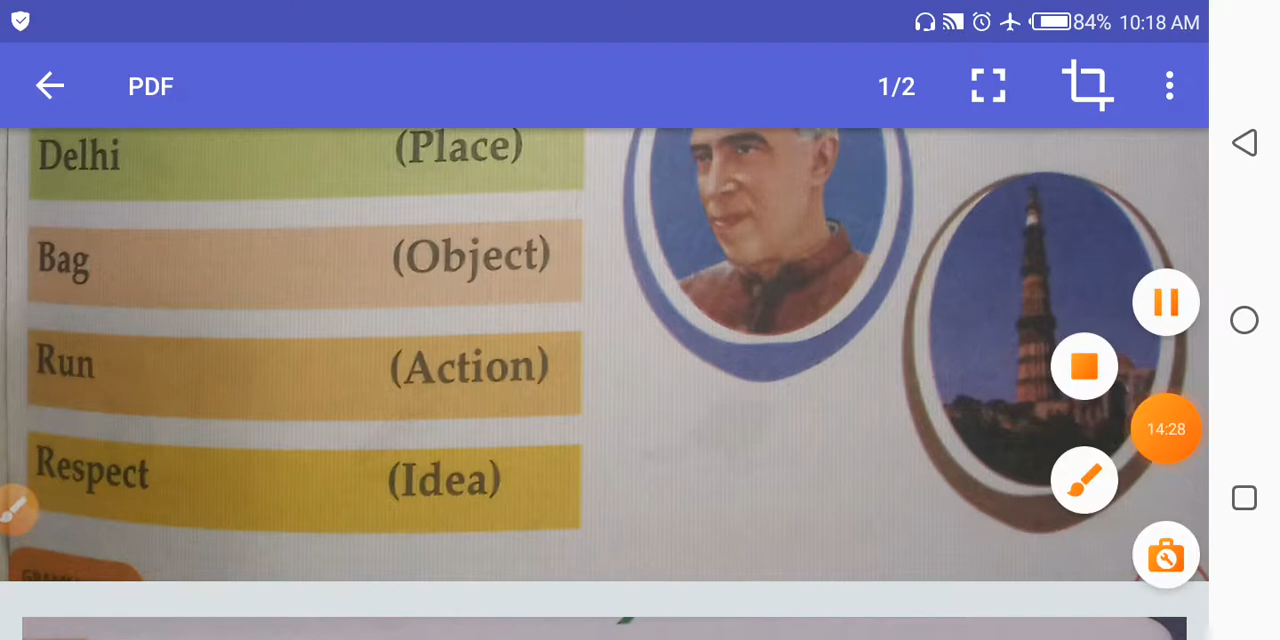 84% 10:18 AM
PDF 1/2
Delhi (Place)
Bag (Object)
Run (Action)
Respect (Idea)
14:28